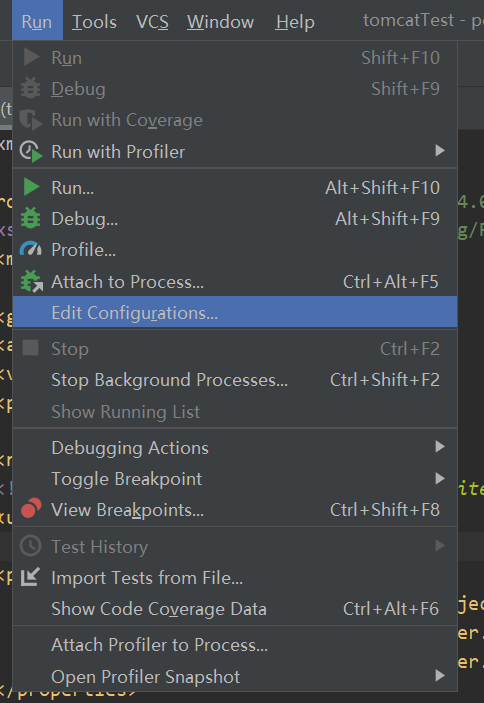 Run Tools VCS Window Help tomcatTest - p
Run Shift+F10
Debug Shift+F9
Run with Coverage
Run with Profiler
Run... Alt+Shift+F10
Debug... Alt+Shift+F9
Profile...
Attach to Process... Ctrl+Alt+F5
Edit Configurations...
Stop Ctrl+F2
Stop Background Processes... Ctrl+Shift+F2
Show Running List
Debugging Actions
Toggle Breakpoint
View Breakpoints... Ctrl+Shift+F8
Test History
Import Tests from File...
Show Code Coverage Data Ctrl+Alt+F6
Attach Profiler to Process...
Open Profiler Snapshot
</properties>